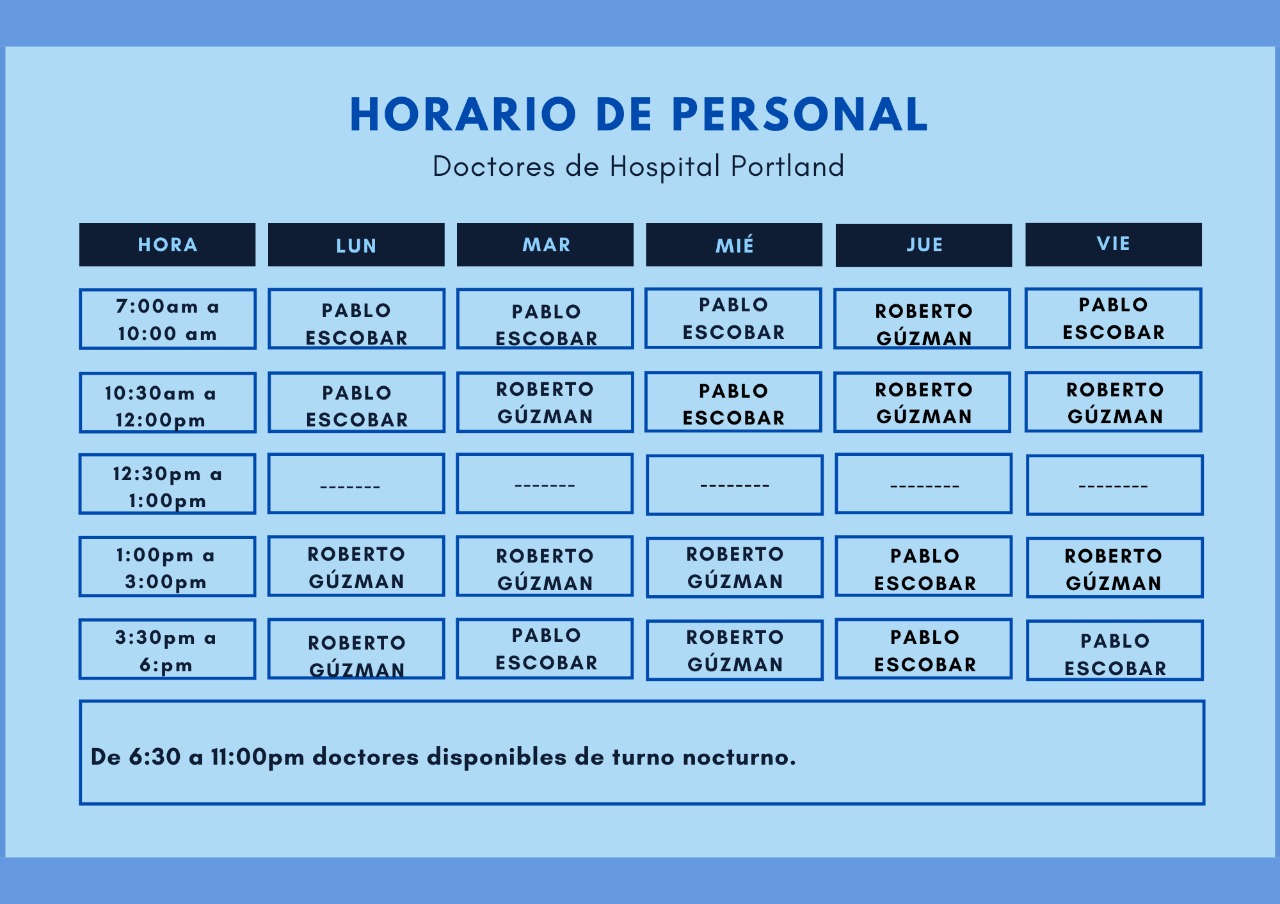 HORARIO DE PERSONAL
Doctores de Hospital Portland
HORA LUN MAR MIÉ JUE VIE
7:00am a PABLO PABLO PABLO ROBERTO PABLO
10:00 am ESCOBAR ESCOBAR ESCOBAR GÚZMAN ESCOBAR
10:30am a PABLO ROBERTO PABLO ROBERTO ROBERTO
12:00pm ESCOBAR GÚZMAN ESCOBAR GÚZMAN GÚZMAN
12:30pm a ------- ------- -------- -------- --------
1:00pm
1:00pm a ROBERTO ROBERTO ROBERTO PABLO ROBERTO
3:00pm GÚZMAN GÚZMAN GÚZMAN ESCOBAR GÚZMAN
3:30pm a ROBERTO PABLO ROBERTO PABLO PABLO
6:pm GÚZMAN ESCOBAR GÚZMAN ESCOBAR ESCOBAR
De 6:30 a 11:00pm doctores disponibles de turno nocturno.